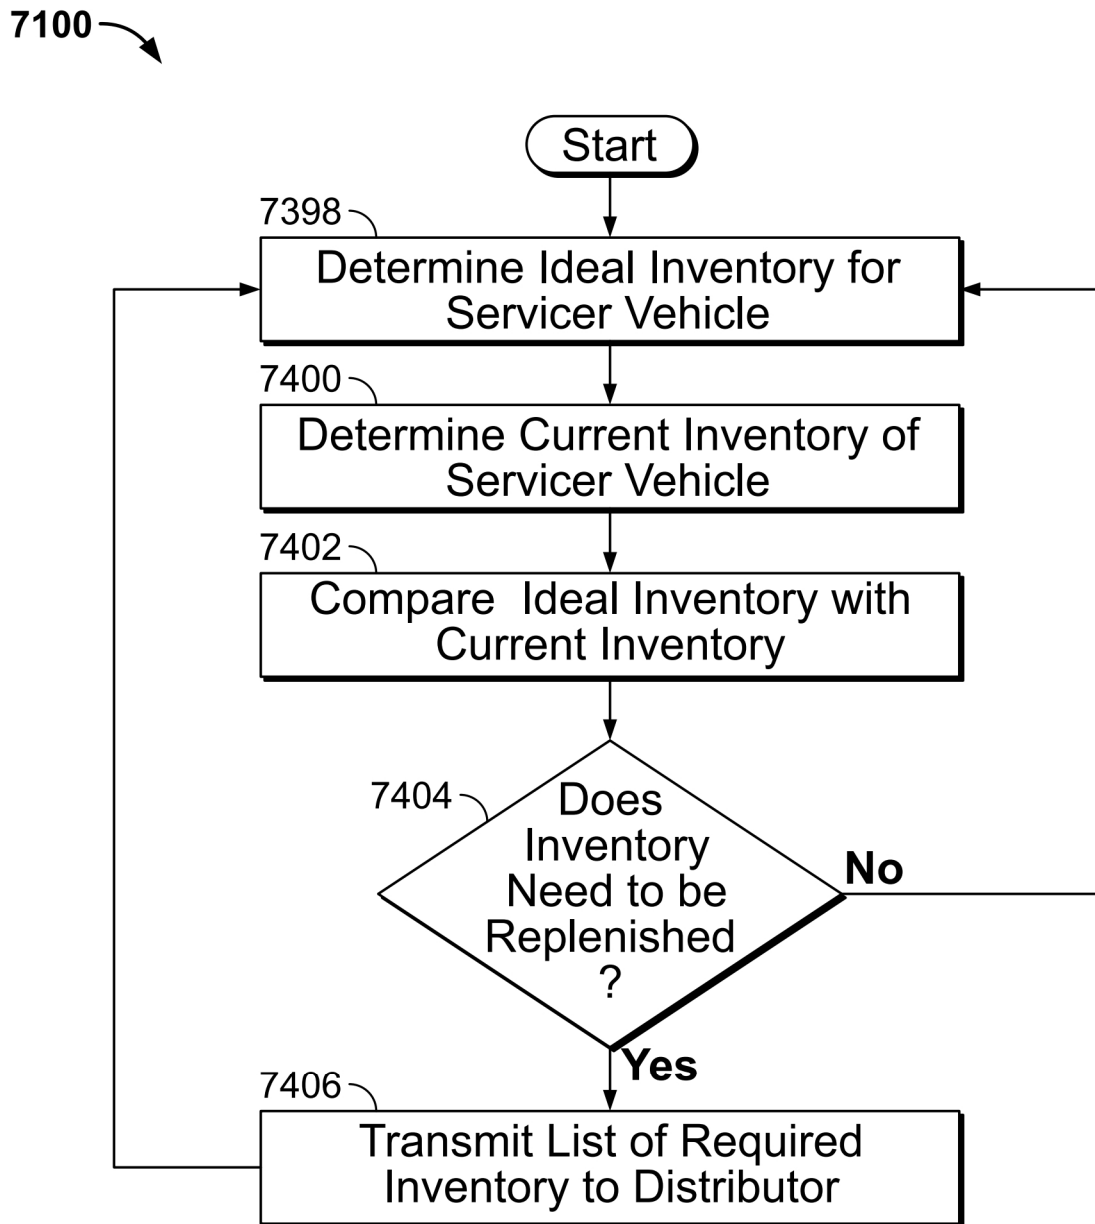 7100
Start
7398
Determine Ideal Inventory for
Servicer Vehicle
7400
Determine Current Inventory of
Servicer Vehicle
7402
Compare Ideal Inventory with
Current Inventory
7404
Does
Inventory
Need to be
Replenished
?
No
Yes
7406
Transmit List of Required
Inventory to Distributor